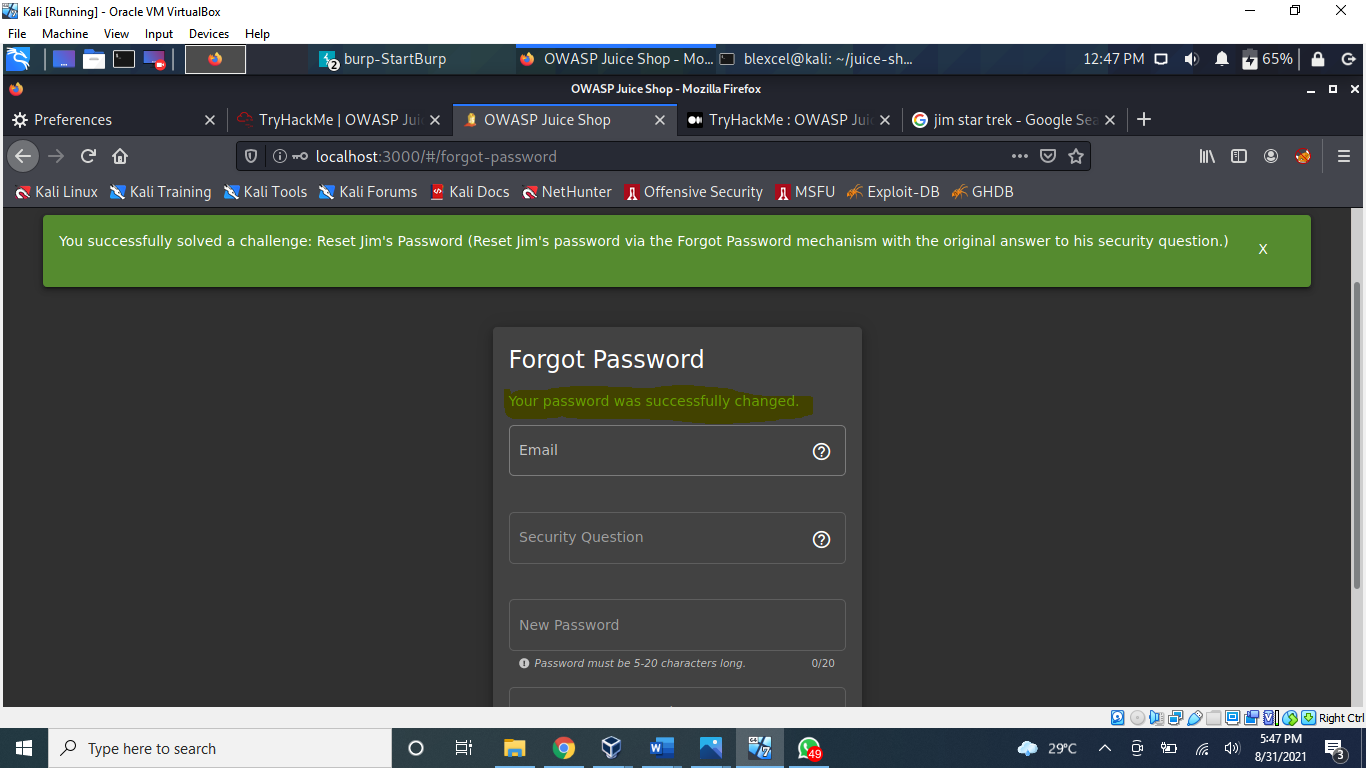 Kali [Running] - Oracle VM VirtualBox
File Machine View Input Devices Help
burp-StartBurp OWASP Juice Shop - Mo... blexcel@kali: ~/juice-sh... 12:47 PM 65%
OWASP Juice Shop - Mozilla Firefox
Preferences TryHackMe | OWASP Juic OWASP Juice Shop TryHackMe : OWASP Juic jim star trek - Google Sea
localhost:3000/#/forgot-password
Kali Linux Kali Training Kali Tools Kali Forums Kali Docs NetHunter Offensive Security MSFU Exploit-DB GHDB
You successfully solved a challenge: Reset Jim's Password (Reset Jim's password via the Forgot Password mechanism with the original answer to his security question.) X
Forgot Password
Your password was successfully changed.
Email
Security Question
New Password
Password must be 5-20 characters long. 0/20
Right Ctrl
Type here to search 49 29°C 5:47 PM
8/31/2021 3